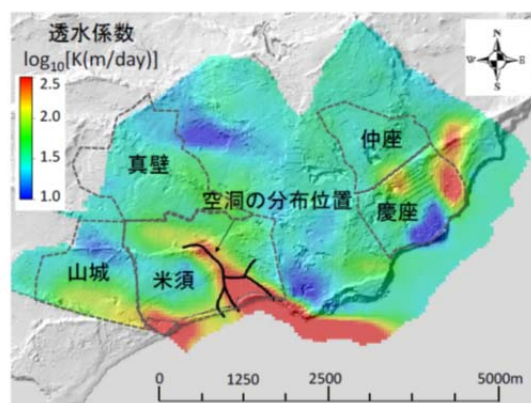 透水係数
log₁₀[K(m/day)]
2.5
2.0
1.5
1.0
N
W
E
S
真壁
仲座
空洞の分布位置
慶座
山城
米須
0
1250
2500
5000m